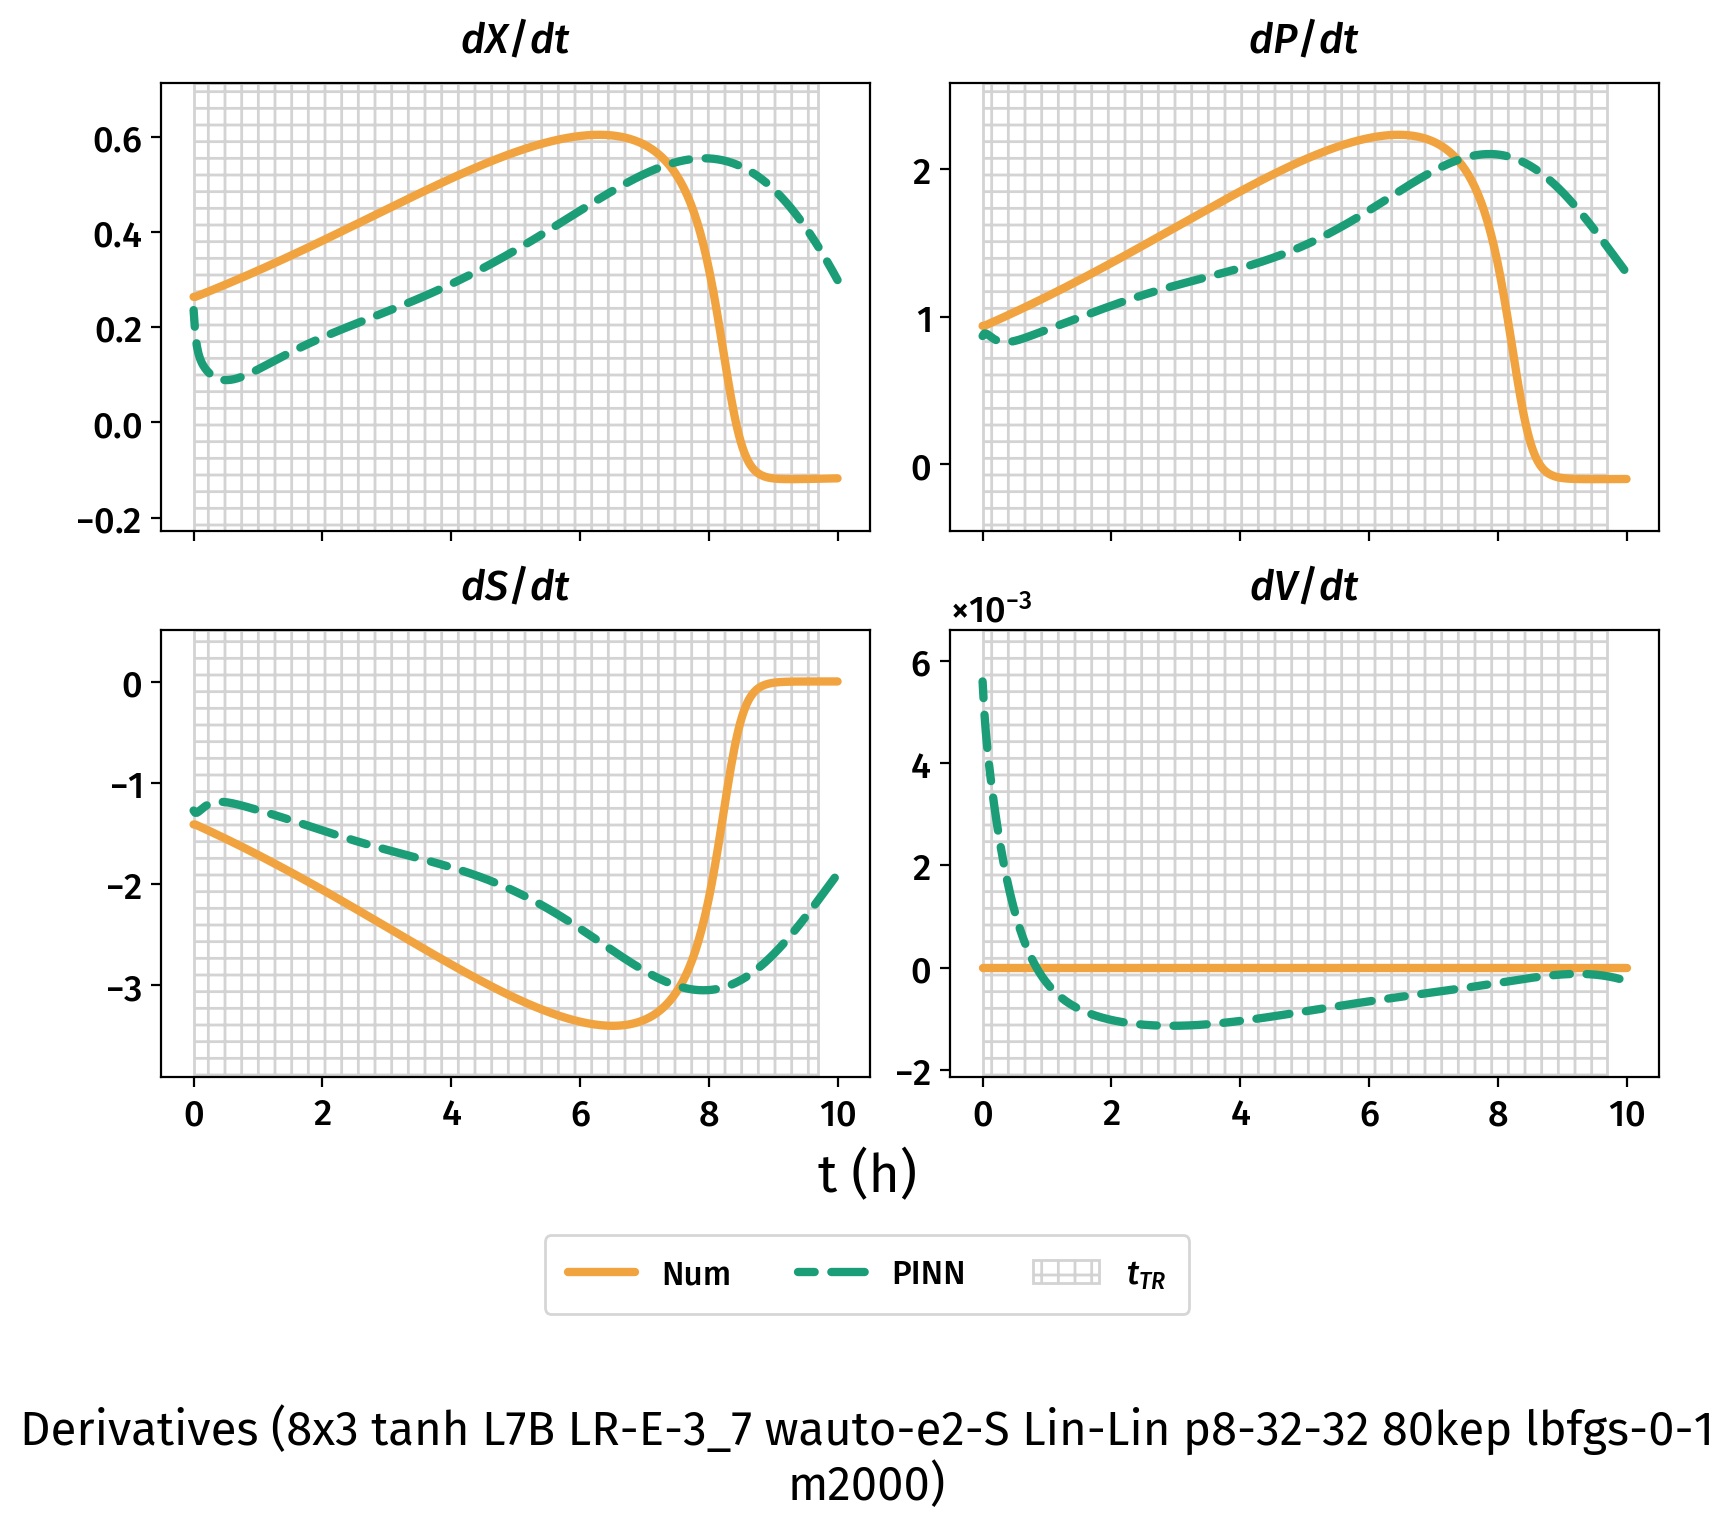 dX/dt
dP/dt
0.6
0.4
0.2
0.0
−0.2
2
1
0
dS/dt
dV/dt
×10⁻³
0
−1
−2
−3
6
4
2
0
−2
0 2 4 6 8 10
0 2 4 6 8 10
t (h)
Num PINN t_TR
Derivatives (8x3 tanh L7B LR-E-3_7 wauto-e2-S Lin-Lin p8-32-32 80kep lbfgs-0-1
m2000)